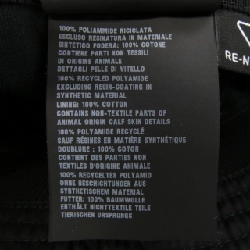 100% POLIAMIDE RICICLATA
ESCLUSO RESINATURA IN MATERIALE
SINTETICO FODERA: 100% COTONE
CONTIENE PARTI NON TESSILI
DI ORIGINE ANIMALE
DETTAGLI PELLE DI VITELLO
100% RECYCLED POLYAMIDE
EXCLUDING RESIN-COATING IN
SYNTHETIC MATERIAL
LINING: 100% COTTON
CONTAINS NON-TEXTILE PARTS OF
ANIMAL ORIGIN CALF SKIN DETAILS
100% POLYAMIDE RECYCLÉ
SAUF RÉSINES EN MATIÈRE SYNTHÉTIQUE
DOUBLURE: 100% COTON
CONTIENT DES PARTIES NON
TEXTILES D'ORIGINE ANIMALE
100% RECYCELTES POLYAMID
OHNE BESCHICHTUNGEN AUS
SYNTHETISCHEM MATERIAL
FUTTER: 100% BAUMWOLLE
ENTHÄLT NICHTTEXTILE TEILE
TIERISCHEN URSPRUNGS
RE-N